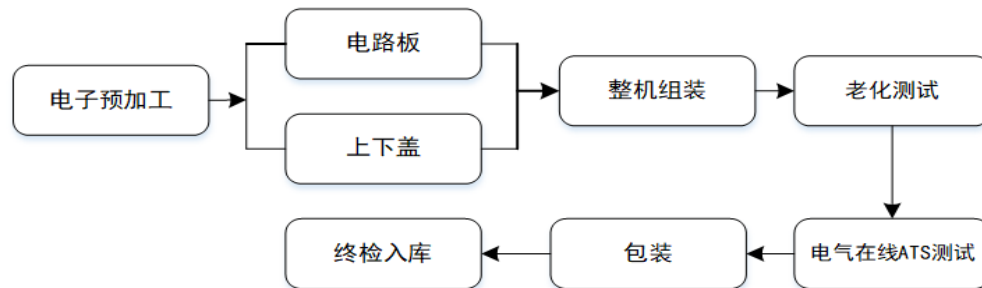 电子预加工
电路板
上下盖
整机组装
老化测试
电气在线ATS测试
包装
终检入库